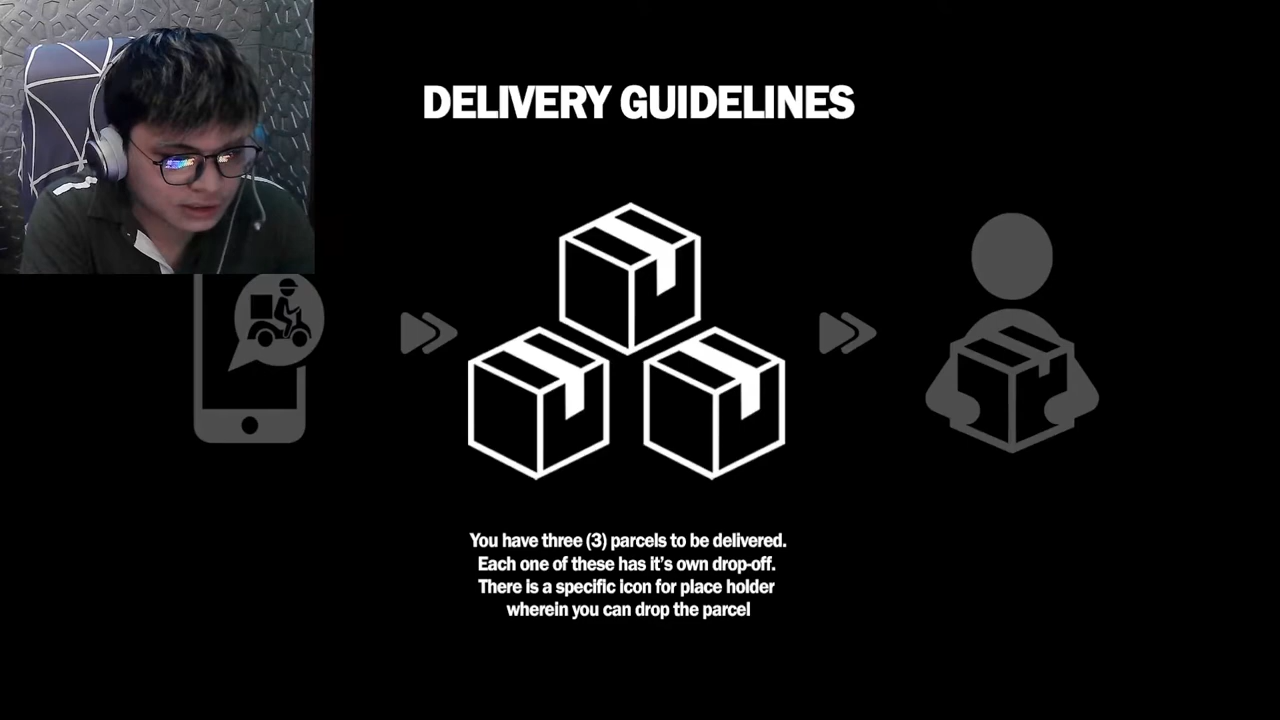 DELIVERY GUIDELINES
You have three (3) parcels to be delivered.
Each one of these has it's own drop-off.
There is a specific icon for place holder
wherein you can drop the parcel